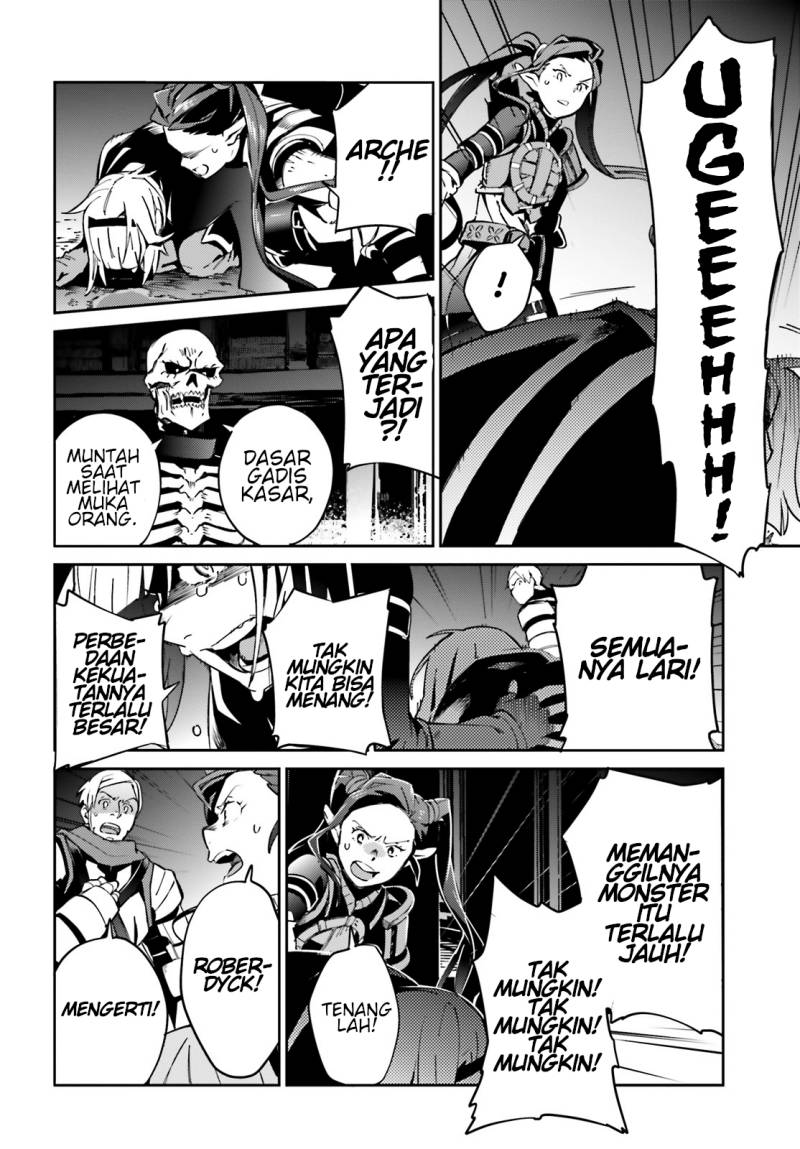 UGEEEHHH!
!
ARCHE
!!
APA
YANG
TER-
JADI
?!
DASAR
GADIS
KASAR,
MUNTAH
SAAT
MELIHAT
MUKA
ORANG.
SEMUA-
NYA LARI!
TAK
MUNGKIN
KITA BISA
MENANG!
PERBE-
DAAN
KEKUA-
TANNYA
TERLALU
BESAR!
MEMAN-
GGILNYA
MONSTER
ITU
TERLALU
JAUH!
TAK
MUNGKIN!
TAK
MUNGKIN!
TAK
MUNGKIN!
TENANG
LAH!
ROBER-
DYCK!
MENGERTI!